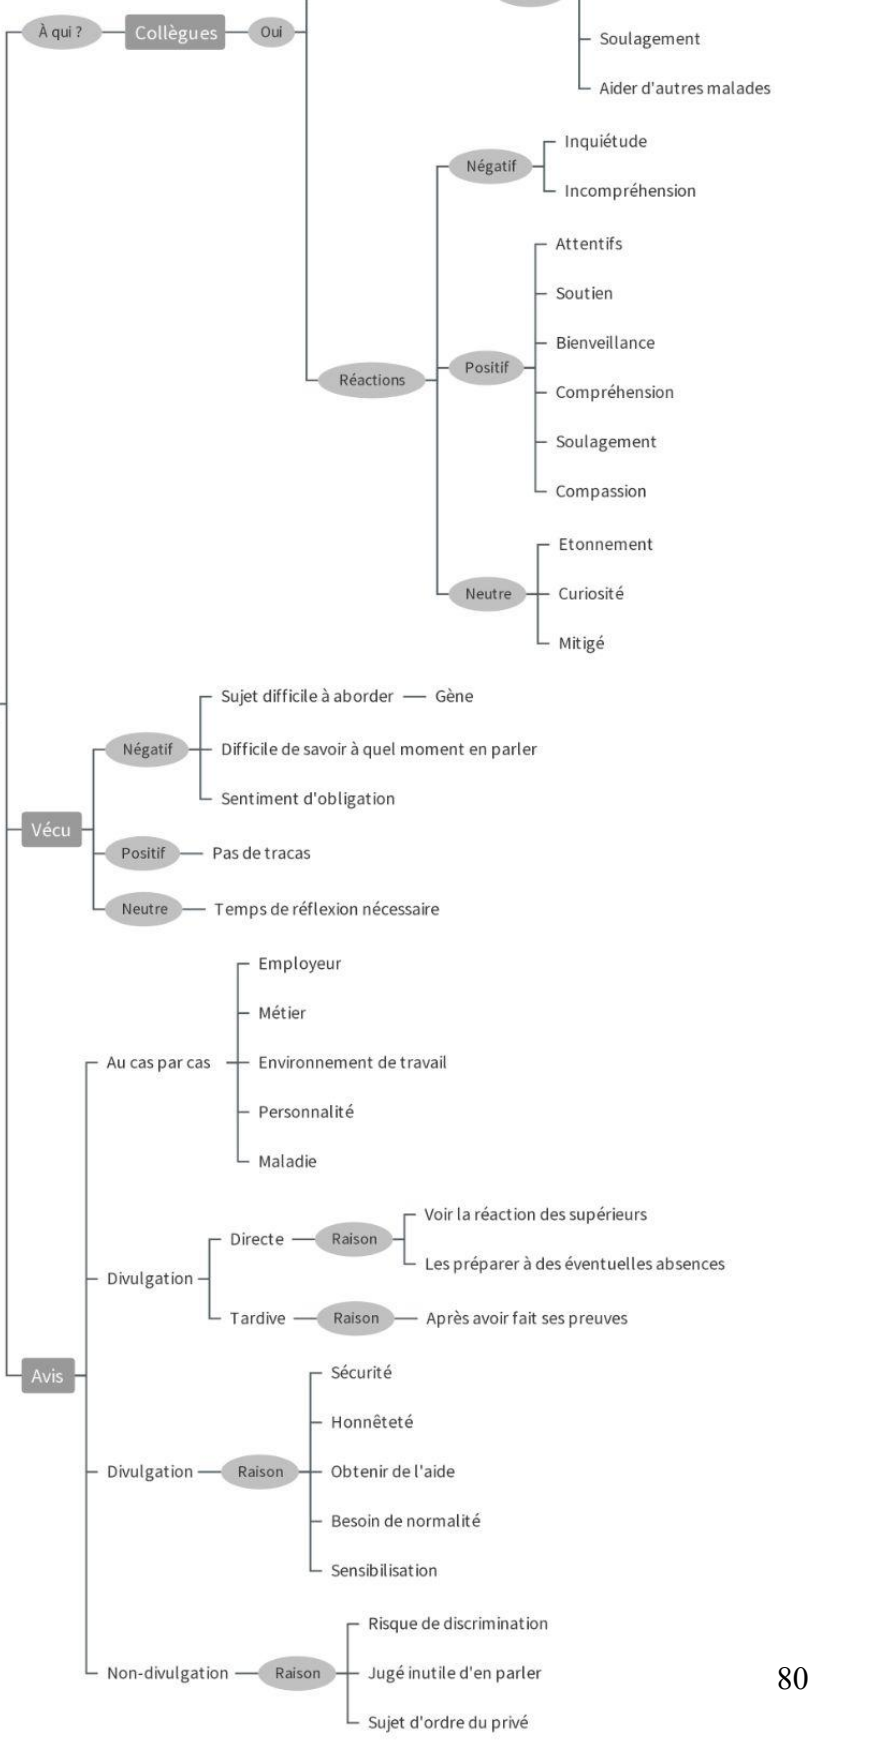 À qui ?
Collègues
Oui
Soulagement
Aider d'autres malades
Réactions
Négatif
Inquiétude
Incompréhension
Positif
Attentifs
Soutien
Bienveillance
Compréhension
Soulagement
Compassion
Neutre
Etonnement
Curiosité
Mitigé
Vécu
Négatif
Sujet difficile à aborder
Gène
Difficile de savoir à quel moment en parler
Sentiment d'obligation
Positif
Pas de tracas
Neutre
Temps de réflexion nécessaire
Avis
Au cas par cas
Employeur
Métier
Environnement de travail
Personnalité
Maladie
Divulgation
Directe
Raison
Voir la réaction des supérieurs
Les préparer à des éventuelles absences
Tardive
Raison
Après avoir fait ses preuves
Divulgation
Raison
Sécurité
Honnêteté
Obtenir de l'aide
Besoin de normalité
Sensibilisation
Non-divulgation
Raison
Risque de discrimination
Jugé inutile d'en parler
Sujet d'ordre du privé
80